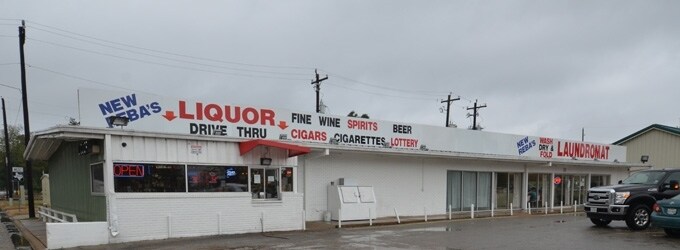 NEW
REBA'S
LIQUOR
DRIVE THRU
FINE WINE SPIRITS BEER
CIGARS CIGARETTES LOTTERY
NEW
REBA'S
WASH
DRY &
FOLD
LAUNDROMAT
OPEN